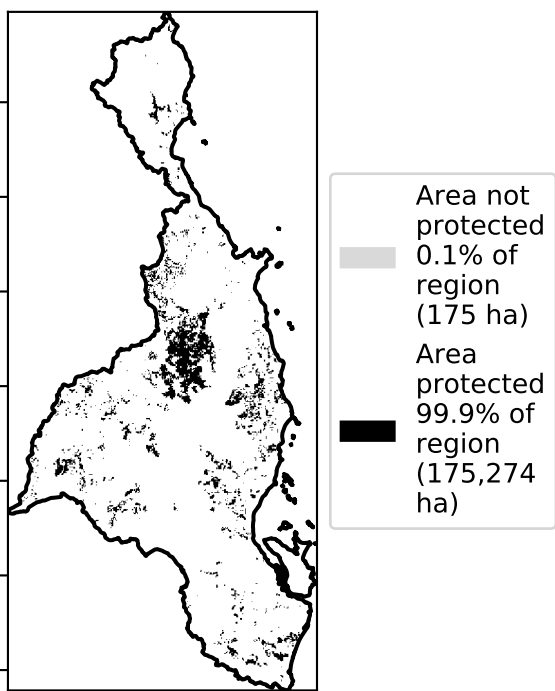 Area not
protected
0.1% of
region
(175 ha)
Area
protected
99.9% of
region
(175,274
ha)